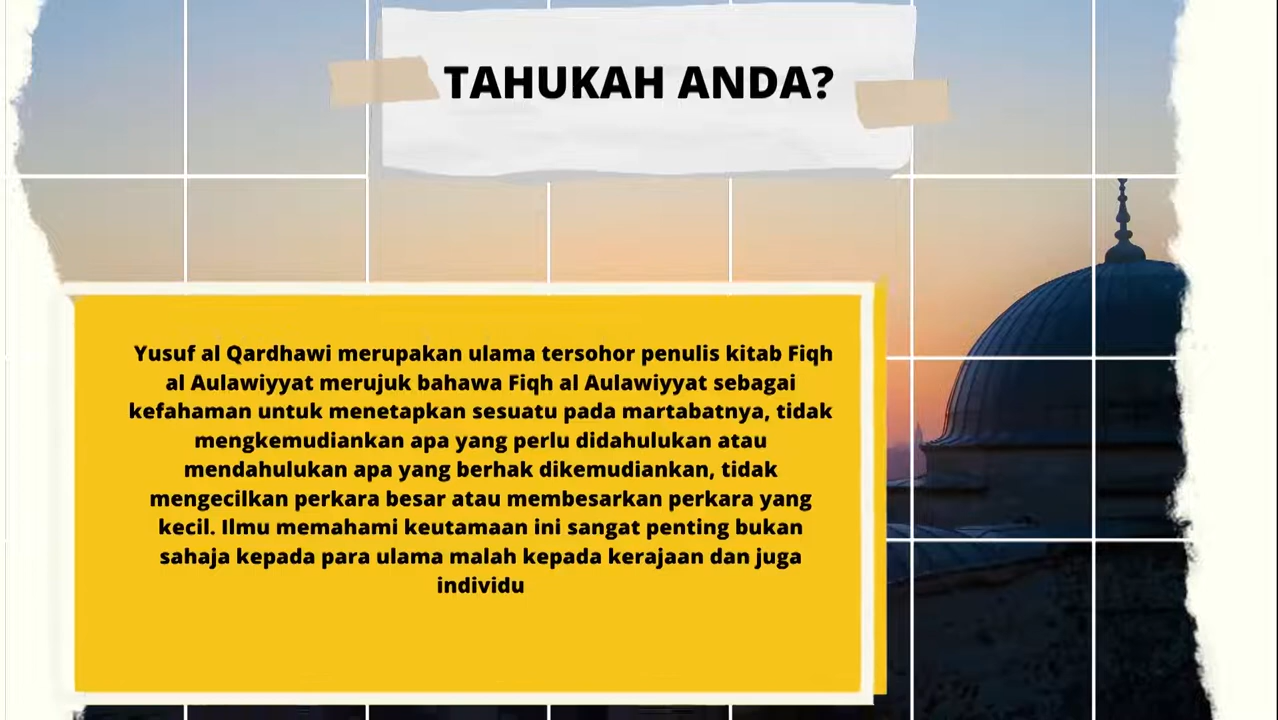 TAHUKAH ANDA?
Yusuf al Qardhawi merupakan ulama tersohor penulis kitab Fiqh
al Aulawiyyat merujuk bahawa Fiqh al Aulawiyyat sebagai
kefahaman untuk menetapkan sesuatu pada martabatnya, tidak
mengkemudiankan apa yang perlu didahulukan atau
mendahulukan apa yang berhak dikemudiankan, tidak
mengecilkan perkara besar atau membesarkan perkara yang
kecil. Ilmu memahami keutamaan ini sangat penting bukan
sahaja kepada para ulama malah kepada kerajaan dan juga
individu